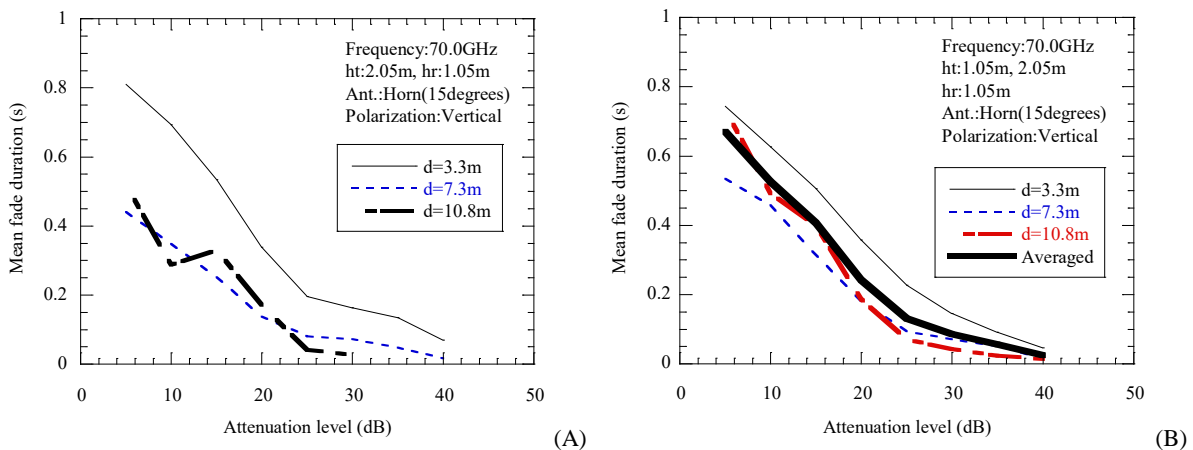 1
0.8
0.6
0.4
0.2
0
Mean fade duration (s)
Frequency:70.0GHz
ht:2.05m, hr:1.05m
Ant.:Horn(15degrees)
Polarization:Vertical
d=3.3m
d=7.3m
d=10.8m
0 10 20 30 40 50
Attenuation level (dB)
(A)
1
0.8
0.6
0.4
0.2
0
Mean fade duration (s)
Frequency:70.0GHz
ht:1.05m, 2.05m
hr:1.05m
Ant.:Horn(15degrees)
Polarization:Vertical
d=3.3m
d=7.3m
d=10.8m
Averaged
0 10 20 30 40 50
Attenuation level (dB)
(B)